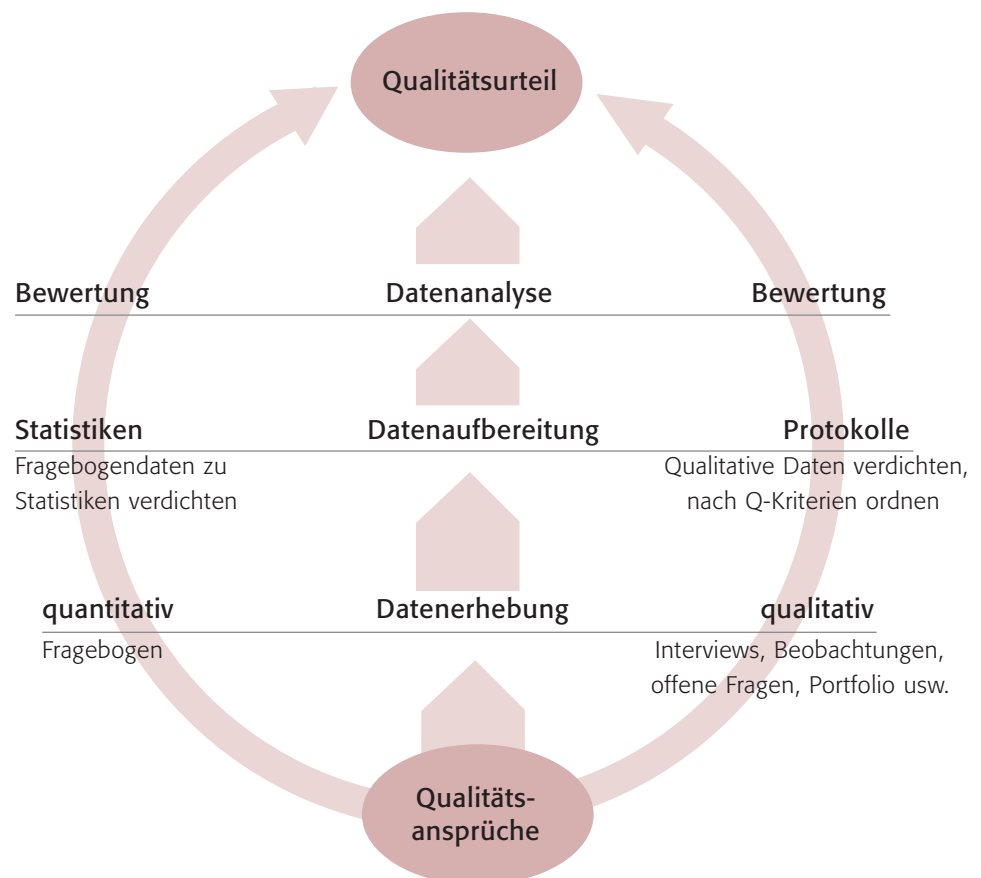 Qualitätsurteil
Bewertung Datenanalyse Bewertung
Statistiken Datenaufbereitung Protokolle
Fragebogendaten zu
Statistiken verdichten
Qualitative Daten verdichten,
nach Q-Kriterien ordnen
quantitativ Datenerhebung qualitativ
Fragebogen
Interviews, Beobachtungen,
offene Fragen, Portfolio usw.
Qualitäts-
ansprüche